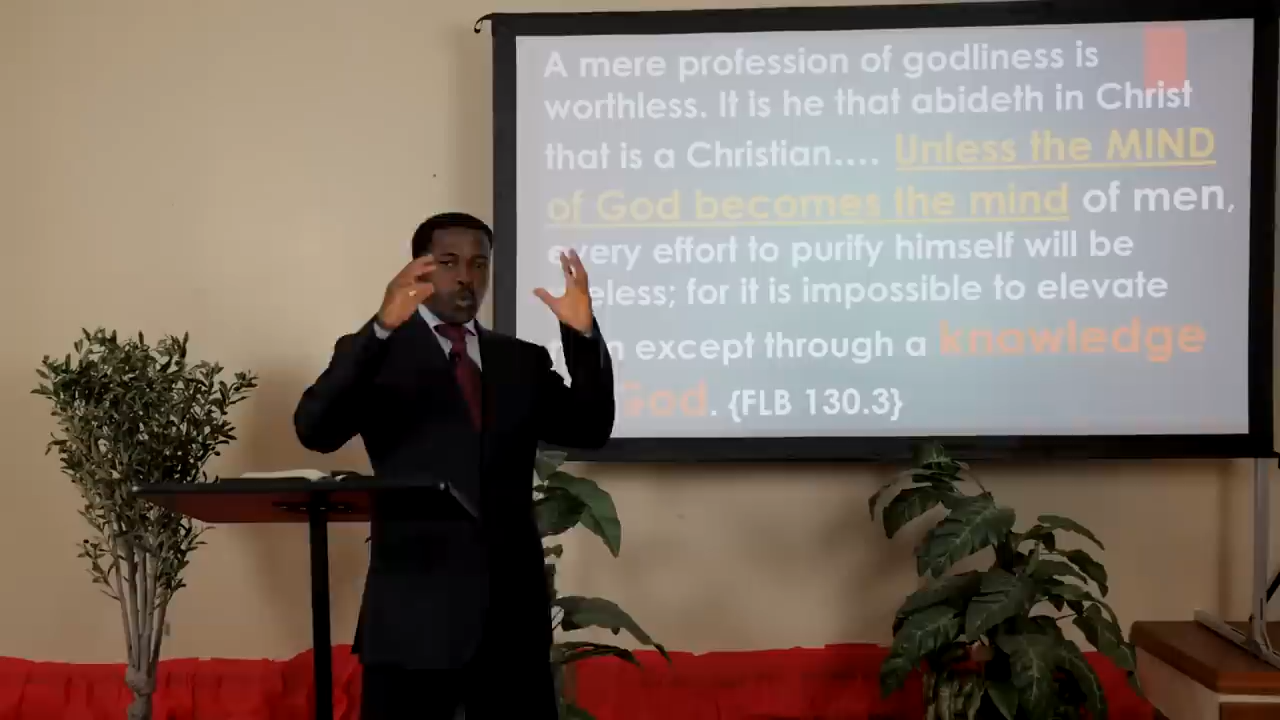 A mere profession of godliness is
worthless. It is he that abideth in Christ
that is a Christian.... Unless the MIND
of God becomes the mind of men,
every effort to purify himself will be
for it is impossible to elevate
except through a knowledge
God. {FLB 130.3}